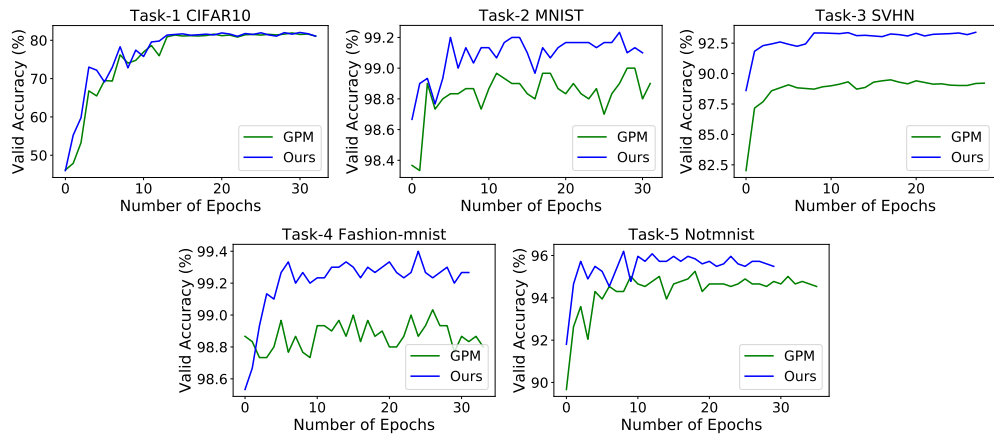 Task-1 CIFAR10
Valid Accuracy (%)
80
70
60
50
0
10
20
30
Number of Epochs
GPM
Ours
Task-2 MNIST
Valid Accuracy (%)
99.2
99.0
98.8
98.6
98.4
0
10
20
30
Number of Epochs
GPM
Ours
Task-3 SVHN
Valid Accuracy (%)
92.5
90.0
87.5
85.0
82.5
0
10
20
Number of Epochs
GPM
Ours
Task-4 Fashion-mnist
Valid Accuracy (%)
99.4
99.2
99.0
98.8
98.6
0
10
20
30
Number of Epochs
GPM
Ours
Task-5 Notmnist
Valid Accuracy (%)
96
94
92
90
0
10
20
30
Number of Epochs
GPM
Ours